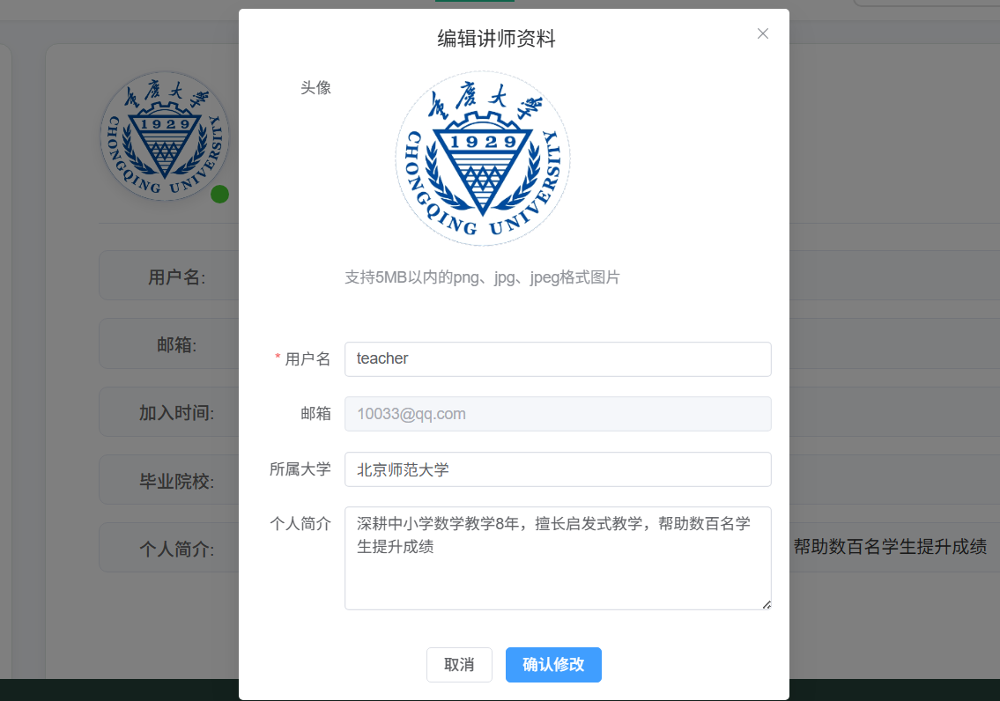 编辑讲师资料
头像
重庆大学
1929
CHONGQING UNIVERSITY
支持5MB以内的png、jpg、jpeg格式图片
* 用户名
teacher
邮箱
10033@qq.com
所属大学
北京师范大学
个人简介
深耕中小学数学教学8年，擅长启发式教学，帮助数百名学
生提升成绩
取消
确认修改
重庆大学
1929
CHONGQING UNIVERSITY
用户名:
邮箱:
加入时间:
毕业院校:
个人简介:
帮助数百名学生提升成绩